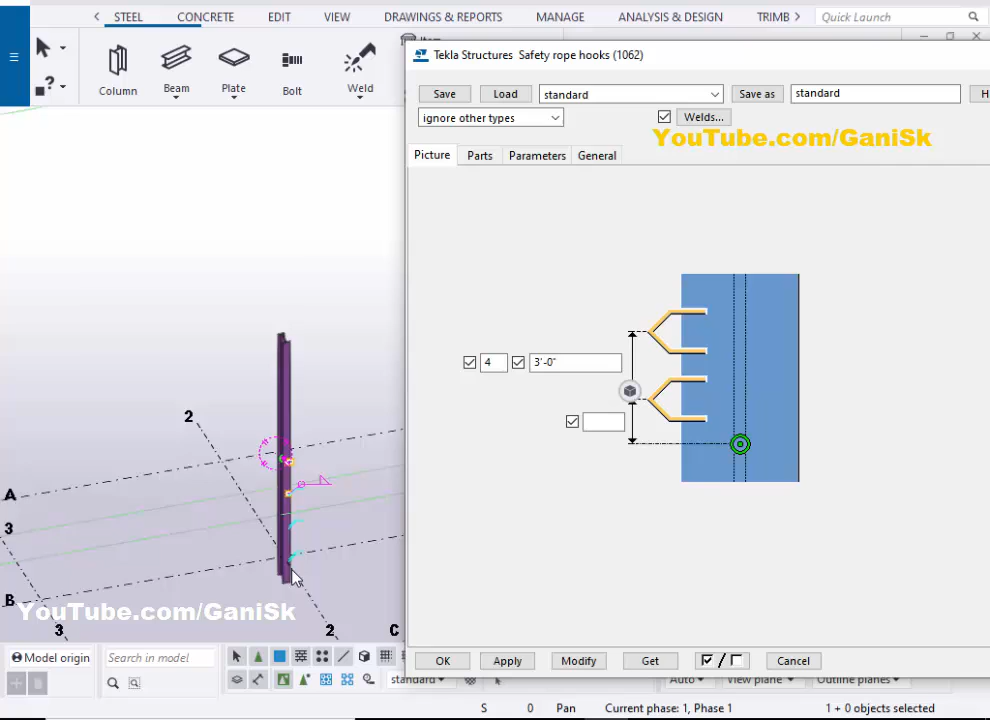 STEEL CONCRETE EDIT VIEW DRAWINGS & REPORTS MANAGE ANALYSIS & DESIGN TRIMB Quick Launch
Tekla Structures Safety rope hooks (1062)
Column Beam Plate Bolt Weld
Save Load standard Save as standard H
ignore other types Welds...
YouTube.com/GaniSk
Picture Parts Parameters General
4 3'-0"
2
A
3
B
YouTube.com/GaniSk
3 2 C
Model origin Search in model
OK Apply Modify Get / Cancel
standard Auto View plane Outline planes
S 0 Pan Current phase: 1, Phase 1 1 + 0 objects selected